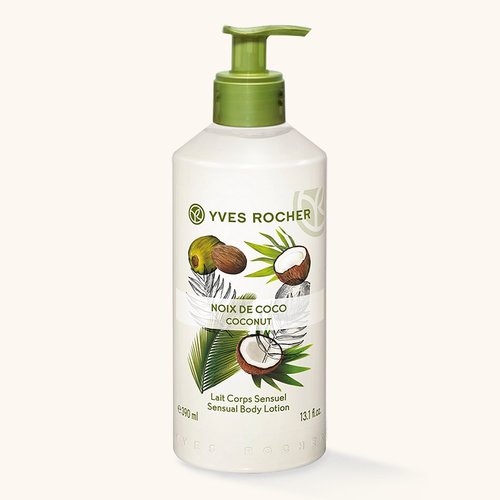 YVES ROCHER
NOIX DE COCO
COCONUT
Lait Corps Sensuel
Sensual Body Lotion
℮390 ml
13.1 fl.oz.
YVES ROCHER